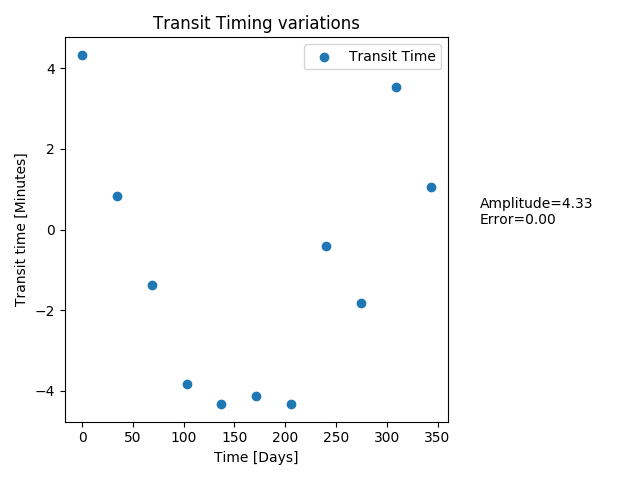 Transit Timing variations
Transit Time
Transit time [Minutes]
4
2
0
−2
−4
0 50 100 150 200 250 300 350
Time [Days]
Amplitude=4.33
Error=0.00